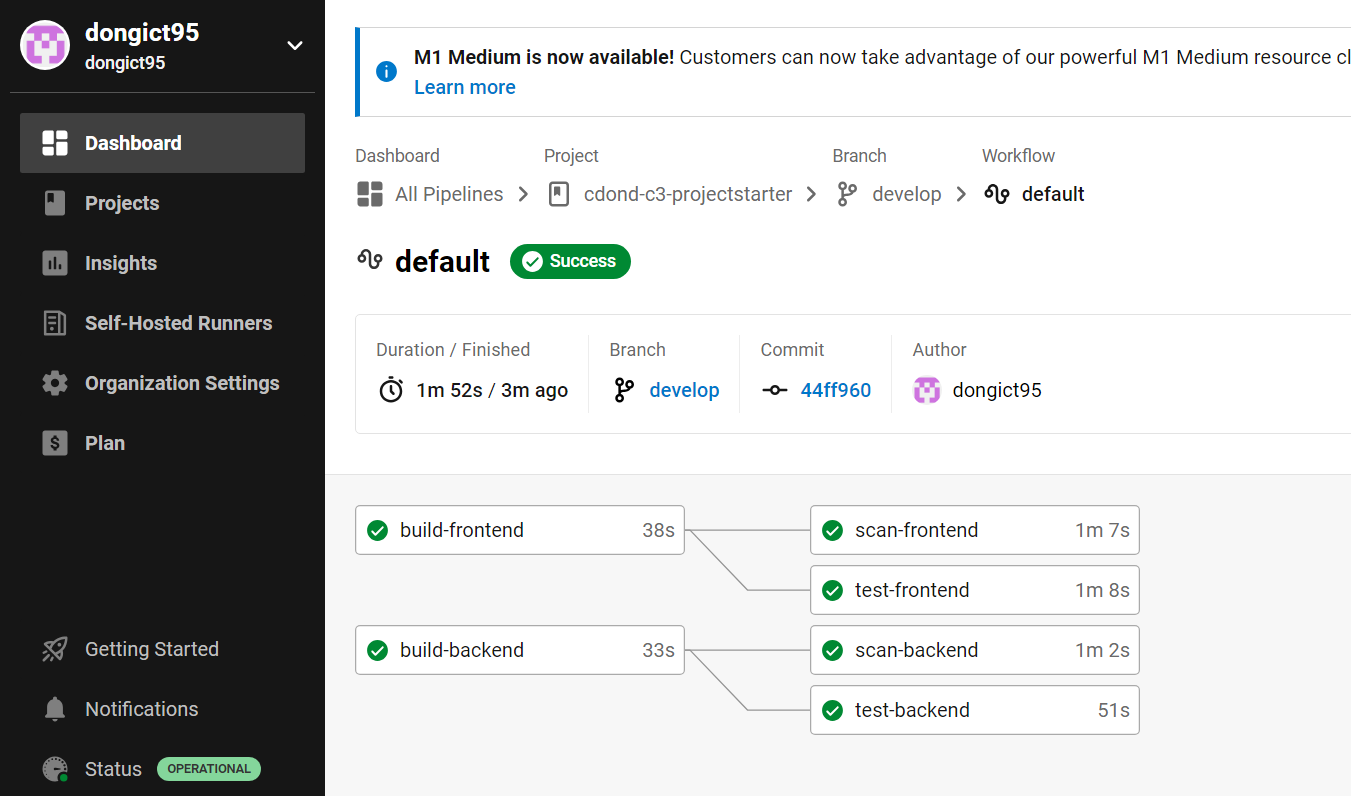 dongict95
dongict95
Dashboard
Projects
Insights
Self-Hosted Runners
Organization Settings
Plan
Getting Started
Notifications
Status OPERATIONAL
M1 Medium is now available! Customers can now take advantage of our powerful M1 Medium resource cl
Learn more
Dashboard Project Branch Workflow
All Pipelines cdond-c3-projectstarter develop default
default Success
Duration / Finished Branch Commit Author
1m 52s / 3m ago develop 44ff960 dongict95
build-frontend 38s scan-frontend 1m 7s
test-frontend 1m 8s
build-backend 33s scan-backend 1m 2s
test-backend 51s